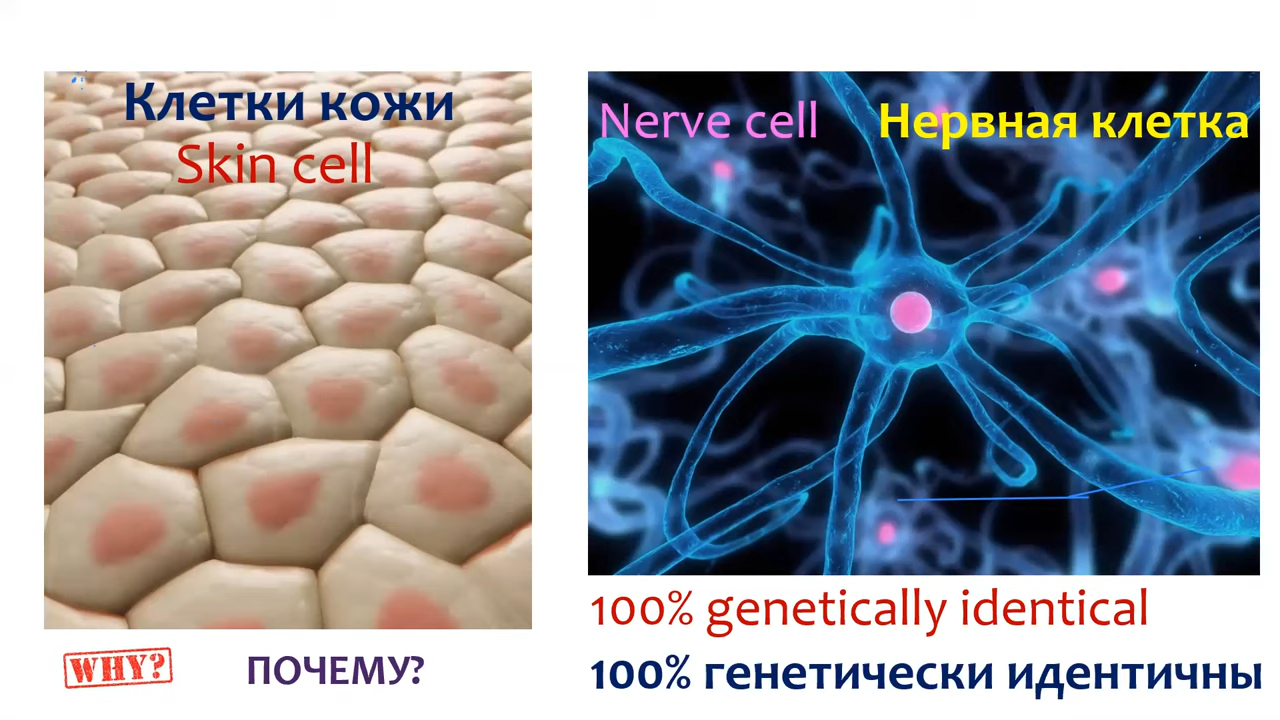 Клетки кожи
Skin cell
Nerve cell
Нервная клетка
100% genetically identical
WHY?
ПОЧЕМУ?
100% генетически идентичны